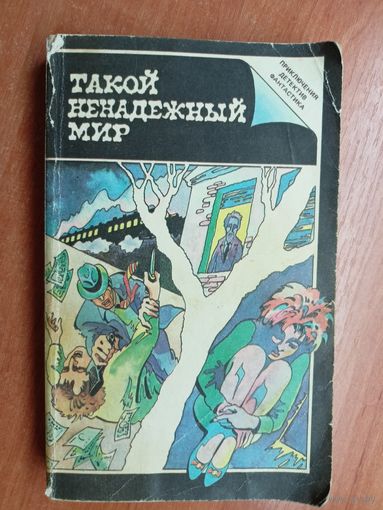 ТАКОЙ
НЕНАДЕЖНЫЙ
МИР
ПРИКЛЮЧЕНИЯ
ДЕТЕКТИВ
ФАНТАСТИКА